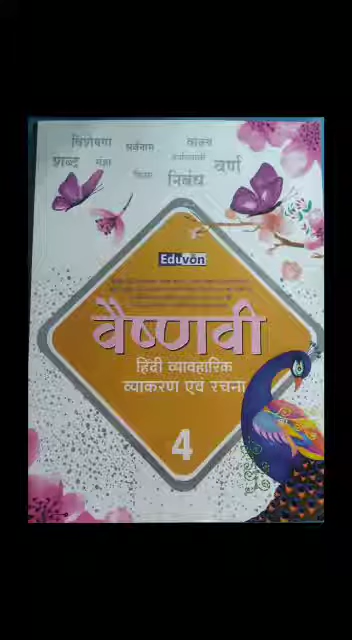 विशेषण
सर्वनाम
वाक्य
शब्द
संज्ञा
वर्ण
क्रिया
निबंध
Eduvon
वैष्णवी
हिंदी व्यावहारिक
व्याकरण एवं रचना
4